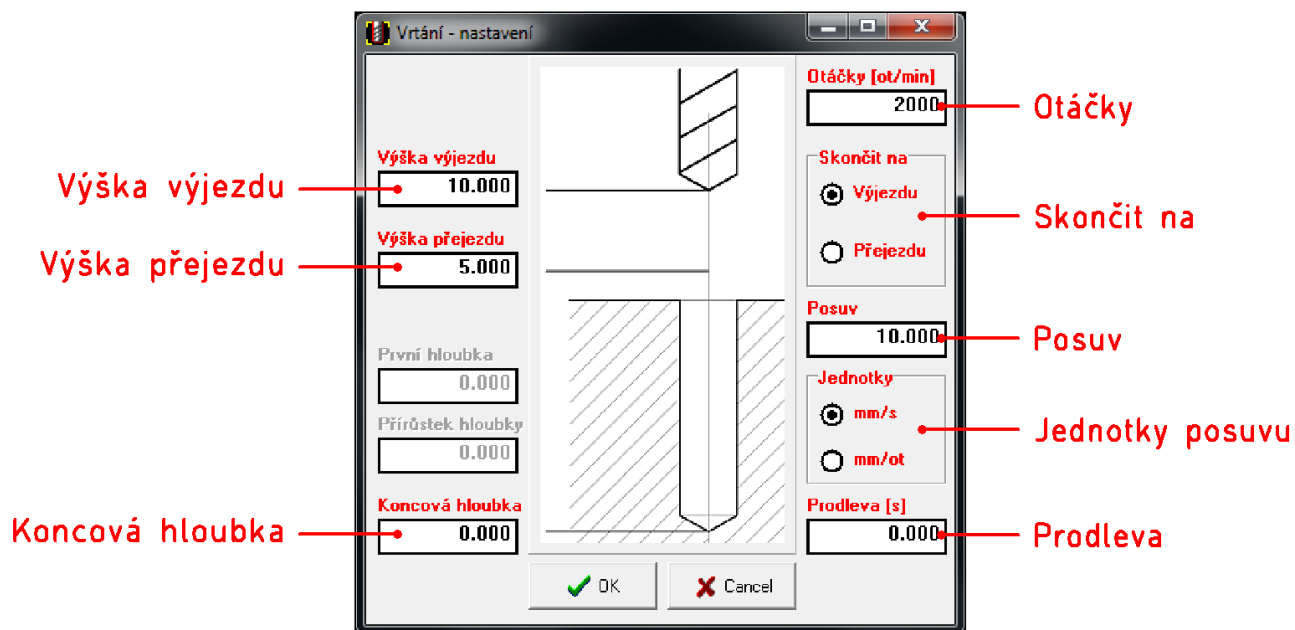 Vrtání - nastavení
Otáčky [ot/min]
2000
Otáčky
Výška výjezdu
Výška výjezdu
10.000
Skončit na
Výjezdu
Přejezdu
Skončit na
Výška přejezdu
Výška přejezdu
5.000
Posuv
10.000
Posuv
První hloubka
0.000
Přírůstek hloubky
0.000
Jednotky
mm/s
mm/ot
Jednotky posuvu
Koncová hloubka
Koncová hloubka
0.000
Prodleva [s]
0.000
Prodleva
OK
Cancel